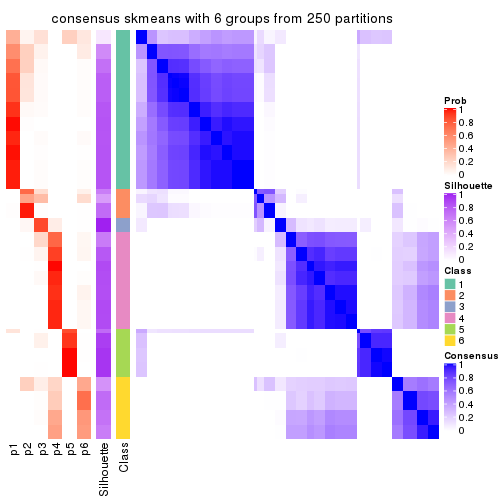 consensus skmeans with 6 groups from 250 partitions
Prob
1
0.8
0.6
0.4
0.2
0
Silhouette
1
0.8
0.6
0.4
0.2
0
Class
1
2
3
4
5
6
Consensus
1
0.8
0.6
0.4
0.2
0
p1
p2
p3
p4
p5
p6
Silhouette
Class